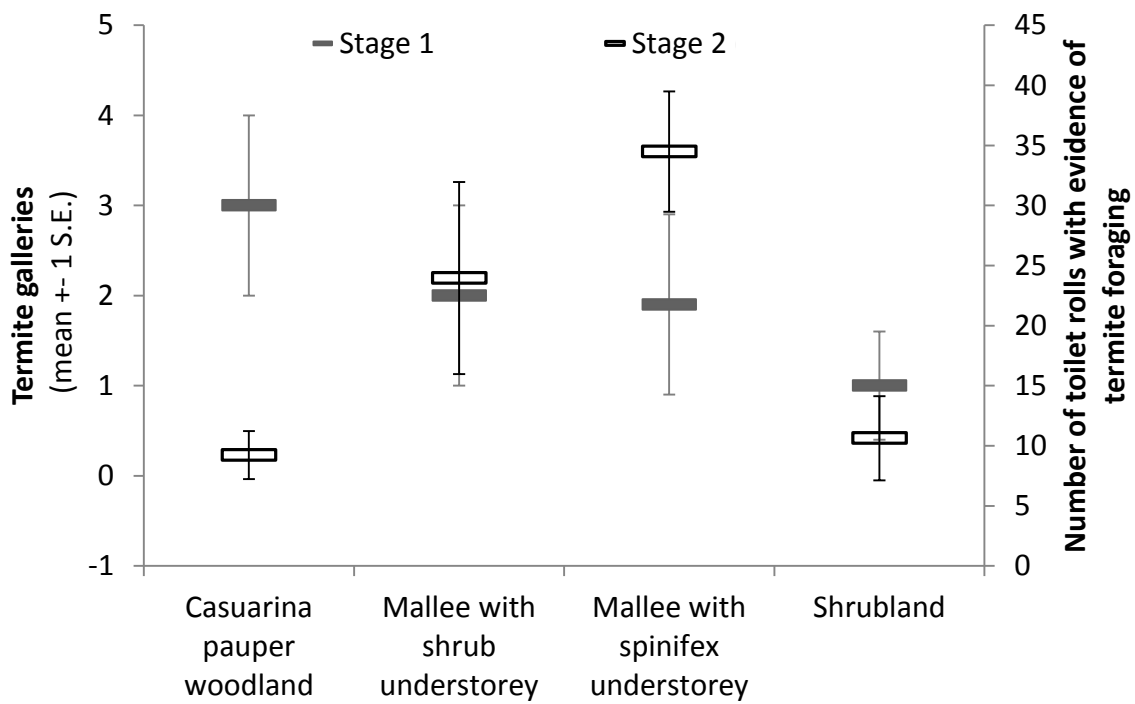 Stage 1
Stage 2
5
4
3
2
1
0
-1
Termite galleries
(mean +- 1 S.E.)
45
40
35
30
25
20
15
10
5
0
Number of toilet rolls with evidence of
termite foraging
Casuarina
pauper
woodland
Mallee with
shrub
understorey
Mallee with
spinifex
understorey
Shrubland